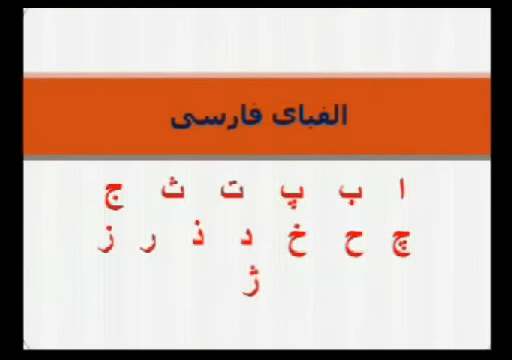 الفبای فارسی
ا ب پ ت ث ج
چ ح خ د ذ ر ز
ژ